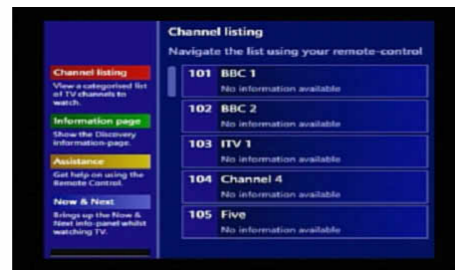 Channel listing
Navigate the list using your remote-control
Channel listing
View a categorised list
of TV channels to
watch.
Information page
Show the Discovery
information-page.
Assistance
Get help on using the
Remote Control.
Now & Next
Brings up the Now &
Next info-panel whilst
watching TV.
101 BBC 1
No information available
102 BBC 2
No information available
103 ITV 1
No information available
104 Channel 4
No information available
105 Five
No information available